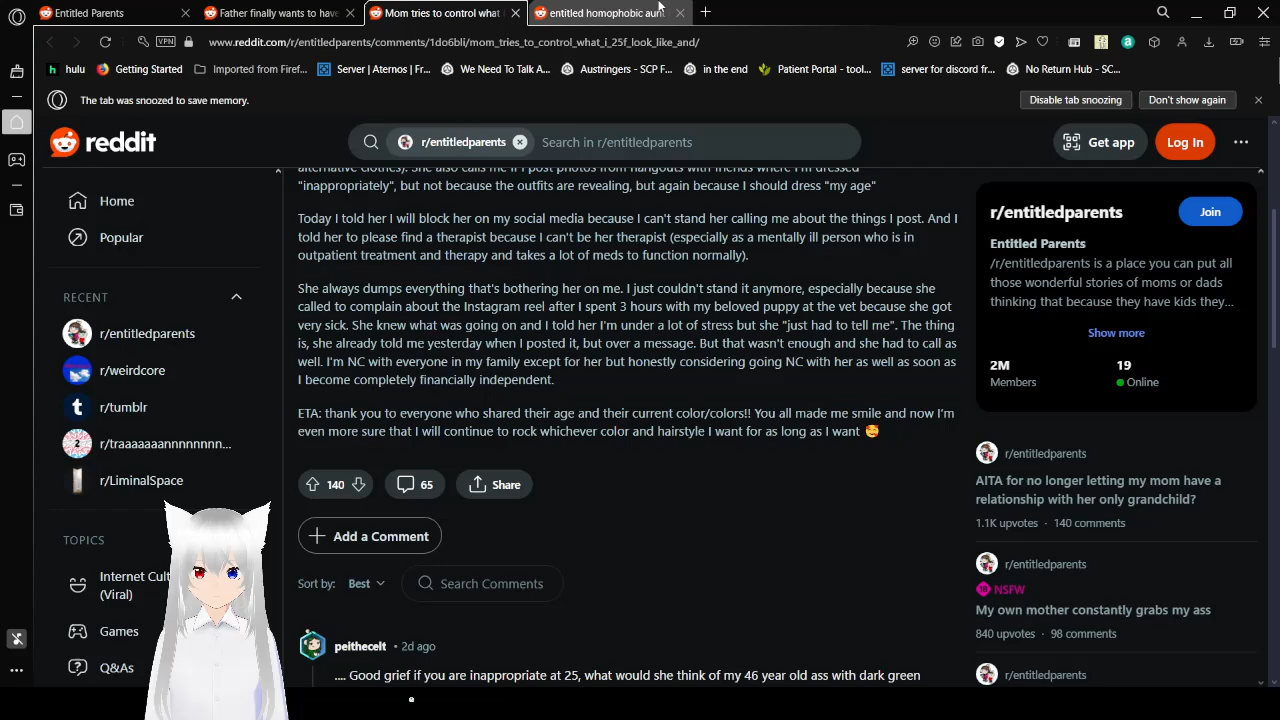 Entitled Parents
Father finally wants to have
Mom tries to control what i
entitled homophobic aunt
VPN
www.reddit.com/r/entitledparents/comments/1do6bli/mom_tries_to_control_what_i_25f_look_like_and/
hulu
Getting Started
Imported from Firef...
Server | Aternos | Fr...
We Need To Talk A...
Austringers - SCP F...
in the end
Patient Portal - tool...
server for discord fr...
No Return Hub - SC...
The tab was snoozed to save memory.
Disable tab snoozing
Don't show again
reddit
r/entitledparents
Search in r/entitledparents
Get app
Log In
Home
Popular
RECENT
r/entitledparents
r/weirdcore
r/tumblr
r/traaaaaaannnnnnnn...
r/LiminalSpace
TOPICS
Internet Cult
(Viral)
Games
Q&As
alternative clothes). She also calls me if I post photos from hangouts with friends where I'm dressed
"inappropriately", but not because the outfits are revealing, but again because I should dress "my age"
Today I told her I will block her on my social media because I can't stand her calling me about the things I post. And I
told her to please find a therapist because I can't be her therapist (especially as a mentally ill person who is in
outpatient treatment and therapy and takes a lot of meds to function normally).
She always dumps everything that's bothering her on me. I just couldn't stand it anymore, especially because she
called to complain about the Instagram reel after I spent 3 hours with my beloved puppy at the vet because she got
very sick. She knew what was going on and I told her I'm under a lot of stress but she "just had to tell me". The thing
is, she already told me yesterday when I posted it, but over a message. But that wasn't enough and she had to call as
well. I'm NC with everyone in my family except for her but honestly considering going NC with her as well as soon as
I become completely financially independent.
ETA: thank you to everyone who shared their age and their current color/colors!! You all made me smile and now I'm
even more sure that I will continue to rock whichever color and hairstyle I want for as long as I want 🥰
140
65
Share
Add a Comment
Sort by:
Best
Search Comments
peithecelt • 2d ago
.... Good grief if you are inappropriate at 25, what would she think of my 46 year old ass with dark green
r/entitledparents
Join
Entitled Parents
/r/entitledparents is a place you can put all
those wonderful stories of moms or dads
thinking that because they have kids they...
Show more
2M
Members
19
Online
r/entitledparents
AITA for no longer letting my mom have a
relationship with her only grandchild?
1.1K upvotes · 140 comments
r/entitledparents
18 NSFW
My own mother constantly grabs my ass
840 upvotes · 98 comments
r/entitledparents